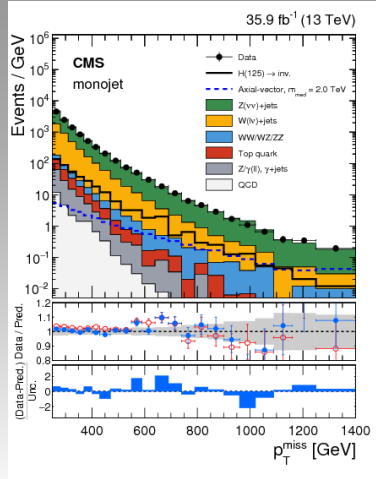 35.9 fb⁻¹ (13 TeV)
Events / GeV
10⁶
10⁵
10⁴
10³
10²
10
1
10⁻¹
10⁻²
CMS
monojet
Data
H(125) → inv.
Axial-vector, m_med = 2.0 TeV
Z(νν)+jets
W(lν)+jets
WW/WZ/ZZ
Top quark
Z/γ(ll), γ+jets
QCD
Data / Pred.
1.2
1.1
1.0
0.9
0.8
(Data-Pred.)
Unc.
2
0
−2
400 600 800 1000 1200 1400
p_T^miss [GeV]